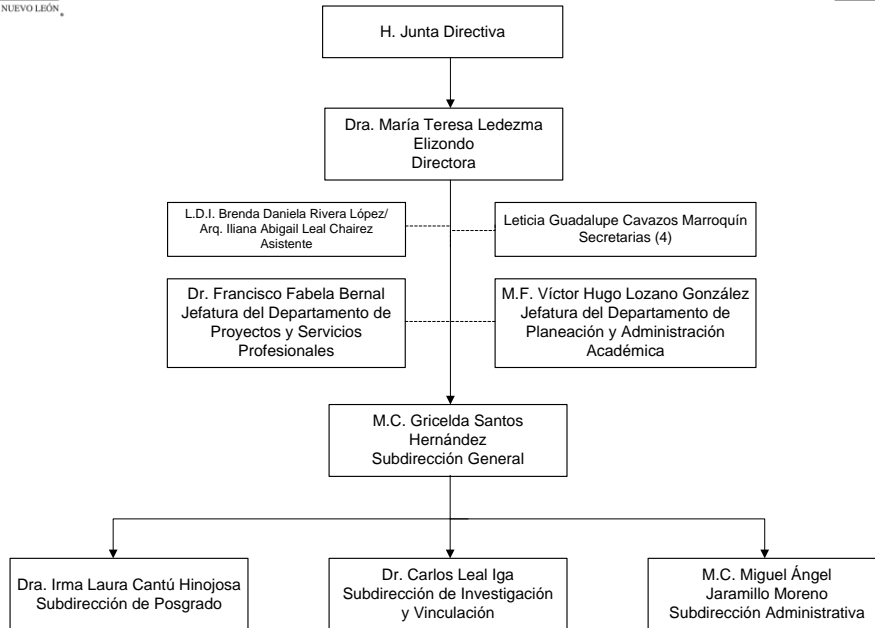 NUEVO LEÓN
H. Junta Directiva
Dra. María Teresa Ledezma
Elizondo
Directora
L.D.I. Brenda Daniela Rivera López/
Arq. Iliana Abigail Leal Chairez
Asistente
Leticia Guadalupe Cavazos Marroquín
Secretarias (4)
Dr. Francisco Fabela Bernal
Jefatura del Departamento de
Proyectos y Servicios
Profesionales
M.F. Víctor Hugo Lozano González
Jefatura del Departamento de
Planeación y Administración
Académica
M.C. Gricelda Santos
Hernández
Subdirección General
Dra. Irma Laura Cantú Hinojosa
Subdirección de Posgrado
Dr. Carlos Leal Iga
Subdirección de Investigación
y Vinculación
M.C. Miguel Ángel
Jaramillo Moreno
Subdirección Administrativa